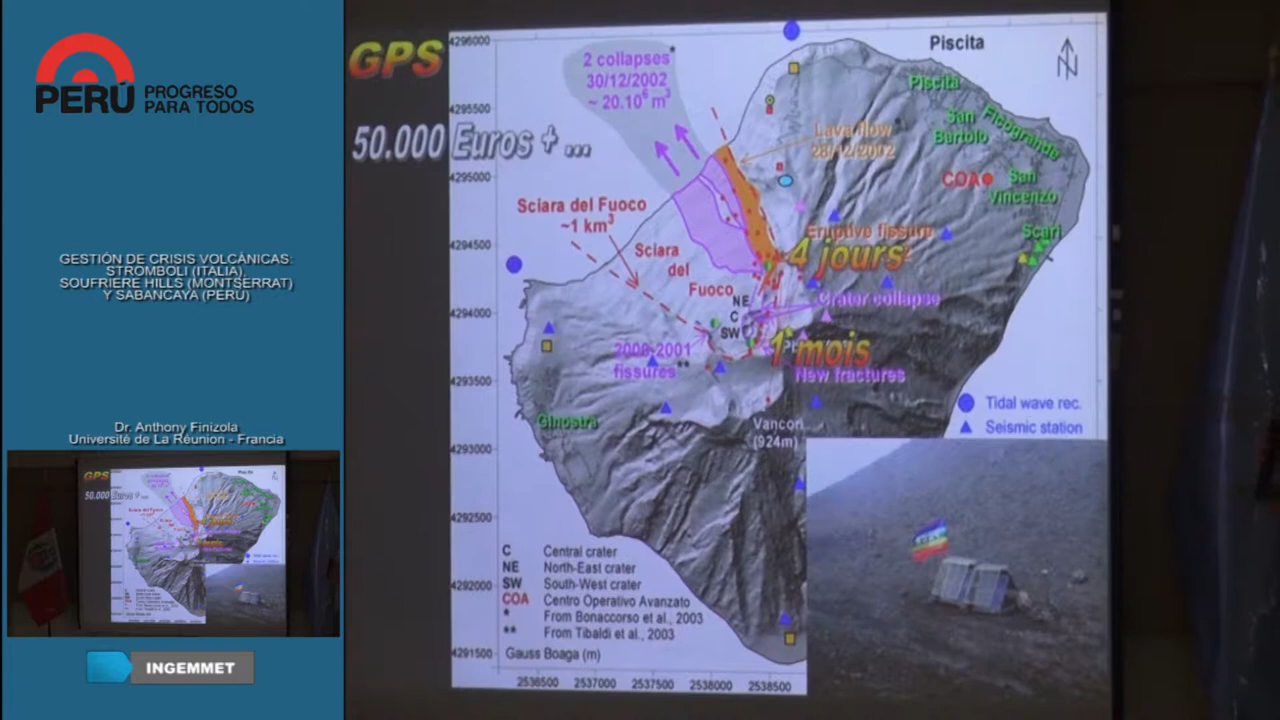 PERÚ
PROGRESO
PARA TODOS
GESTIÓN DE CRISIS VOLCÁNICAS:
STROMBOLI (ITALIA),
SOUFRIERE HILLS (MONTSERRAT)
Y SABANCAYA (PERÚ)
Dr. Anthony Finizola
Université de La Réunion - Francia
INGEMMET
GPS
50.000 Euros + ...
4296000
4295500
4295000
4294500
4294000
4293500
4293000
4292500
4292000
4291500
2 collapses*
30/12/2002
~ 20.10⁶ m³
Piscita
N
Piscita
San
Bartolo
Ficogrande
Lava flow
28/12/2002
COA
San
Vincenzo
Scari
Sciara del Fuoco
~1 km³
Sciara
del
Fuoco
Eruptive fissure
4 jours
NE
C
SW
Crater collapse
2000-2001
fissures**
1 mois
New fractures
Ginostra
Vancori
(924m)
Tidal wave rec.
Seismic station
C Central crater
NE North-East crater
SW South-West crater
COA Centro Operativo Avanzato
* From Bonaccorso et al., 2003
** From Tibaldi et al., 2003
Gauss Boaga (m)
2536500 2537000 2537500 2538000 2538500
GPS
50.000 Euros + ...